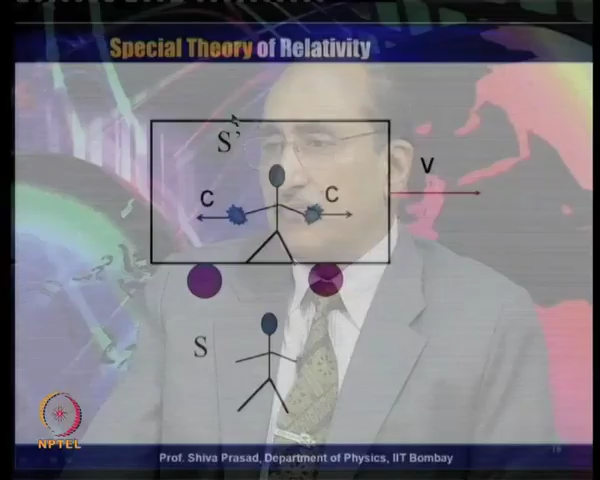 Special Theory of Relativity
S'
V
C
C
S
NPTEL
Prof. Shiva Prasad, Department of Physics, IIT Bombay